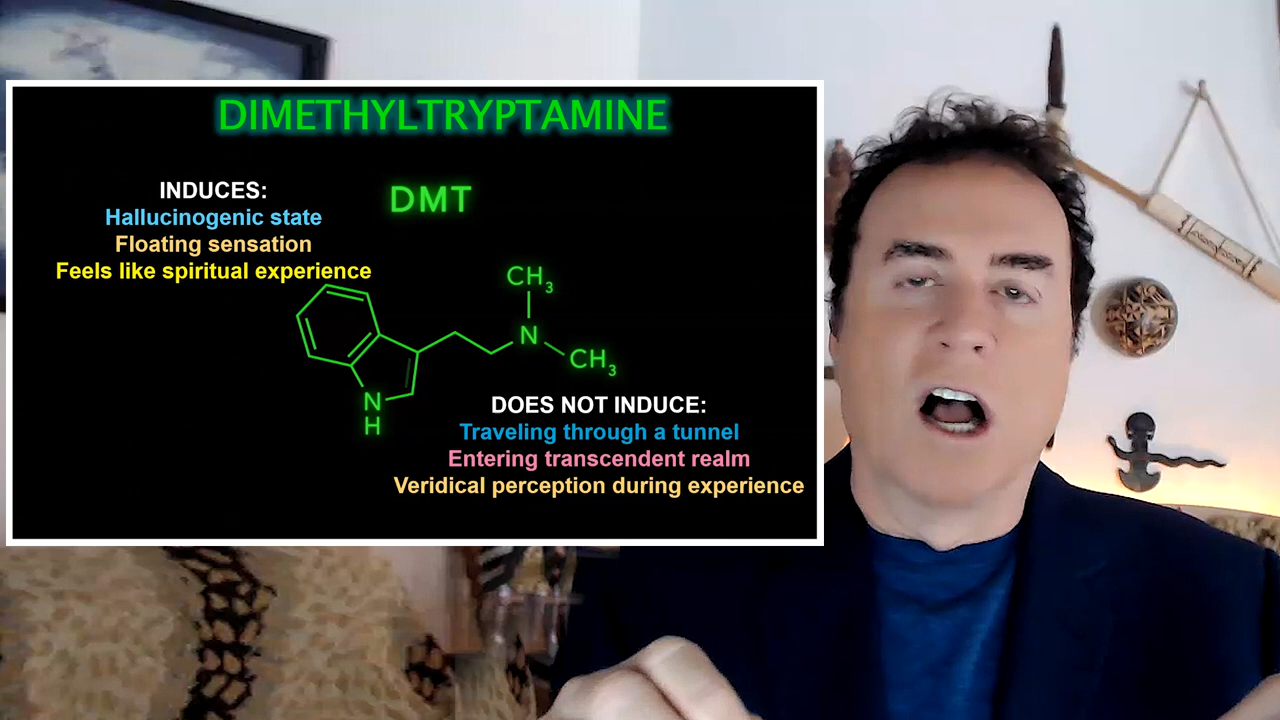 DIMETHYLTRYPTAMINE
INDUCES:
DMT
Hallucinogenic state
Floating sensation
Feels like spiritual experience
CH3
N
CH3
N
H
DOES NOT INDUCE:
Traveling through a tunnel
Entering transcendent realm
Veridical perception during experience